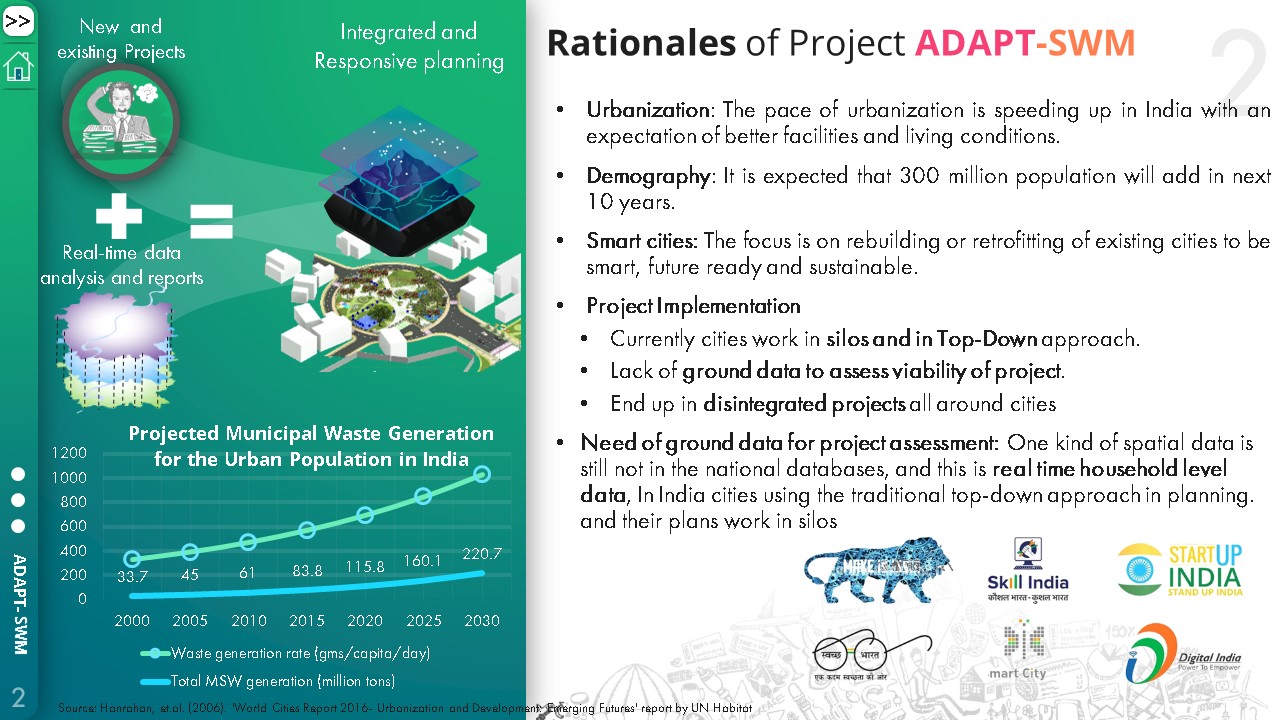 >>
New and
existing Projects
Integrated and
Responsive planning
Real-time data
analysis and reports
Projected Municipal Waste Generation
for the Urban Population in India
1200
1000
800
600
400
200
0
33.7 45 61 83.8 115.8 160.1 220.7
2000 2005 2010 2015 2020 2025 2030
Waste generation rate (gms/capita/day)
Total MSW generation (million tons)
ADAPT- SWM
2
Rationales of Project ADAPT-SWM
2
• Urbanization: The pace of urbanization is speeding up in India with an
expectation of better facilities and living conditions.
• Demography: It is expected that 300 million population will add in next
10 years.
• Smart cities: The focus is on rebuilding or retrofitting of existing cities to be
smart, future ready and sustainable.
• Project Implementation
• Currently cities work in silos and in Top-Down approach.
• Lack of ground data to assess viability of project.
• End up in disintegrated projects all around cities
• Need of ground data for project assessment: One kind of spatial data is
still not in the national databases, and this is real time household level
data, In India cities using the traditional top-down approach in planning.
and their plans work in silos
MAKE IN INDIA
Skill India
कौशल भारत-कुशल भारत
STARTUP
INDIA
STAND UP INDIA
स्वच्छ भारत
एक कदम स्वच्छता की ओर
mart City
Digital India
Power To Empower
Source: Hanrahan, et.al. (2006). 'World Cities Report 2016- Urbanization and Development: Emerging Futures' report by UN Habitat